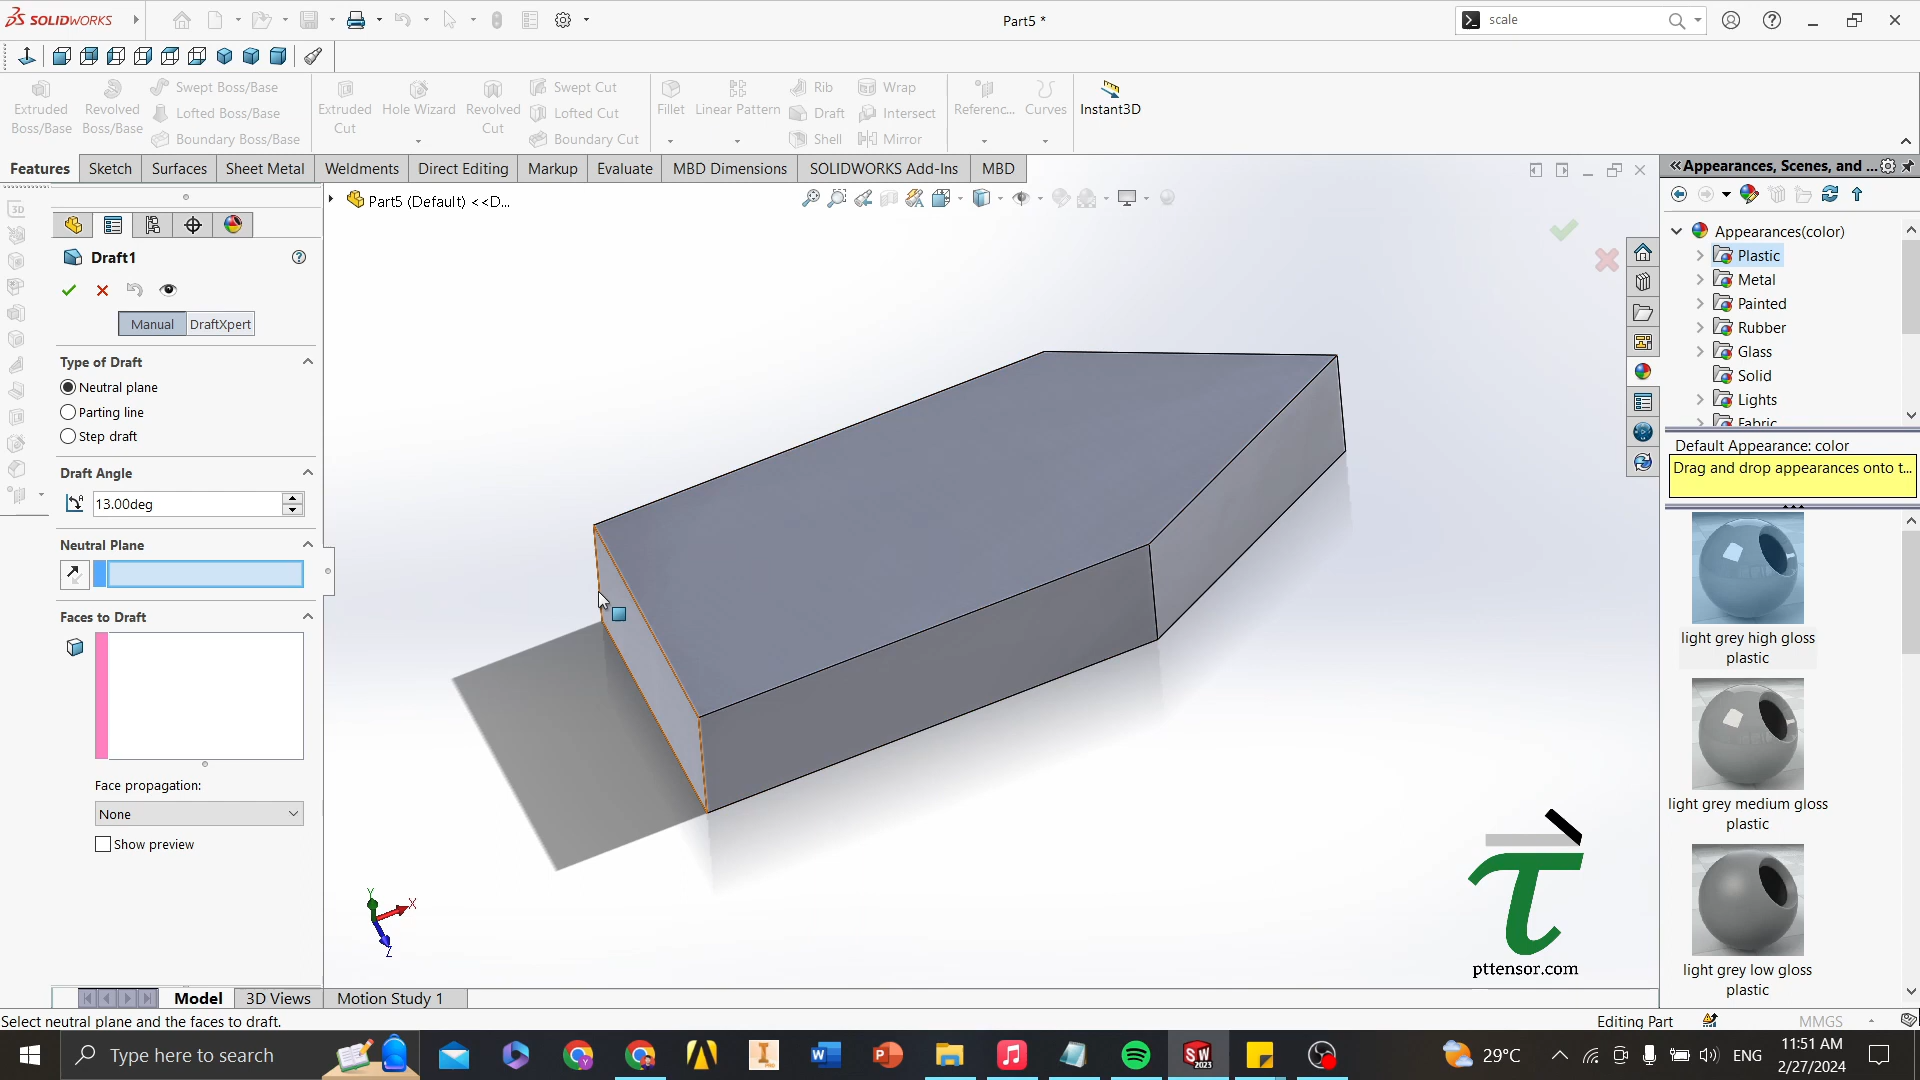 SOLIDWORKS
Part5 *
scale
Extruded Boss/Base
Revolved Boss/Base
Swept Boss/Base
Lofted Boss/Base
Boundary Boss/Base
Extruded Cut
Hole Wizard
Revolved Cut
Swept Cut
Lofted Cut
Boundary Cut
Fillet
Linear Pattern
Rib
Draft
Shell
Wrap
Intersect
Mirror
Referenc...
Curves
Instant3D
Features Sketch Surfaces Sheet Metal Weldments Direct Editing Markup Evaluate MBD Dimensions SOLIDWORKS Add-Ins MBD
Part5 (Default) <<D...
Draft1
Manual DraftXpert
Type of Draft
Neutral plane
Parting line
Step draft
Draft Angle
13.00deg
Neutral Plane
Faces to Draft
Face propagation:
None
Show preview
Y
X
Z
τ
pttensor.com
Appearances, Scenes, and ...
Appearances(color)
Plastic
Metal
Painted
Rubber
Glass
Solid
Lights
Fabric
Default Appearance: color
Drag and drop appearances onto t...
light grey high gloss
plastic
light grey medium gloss
plastic
light grey low gloss
plastic
Model 3D Views Motion Study 1
Select neutral plane and the faces to draft.
Editing Part
MMGS
Type here to search
29°C
ENG
11:51 AM
2/27/2024